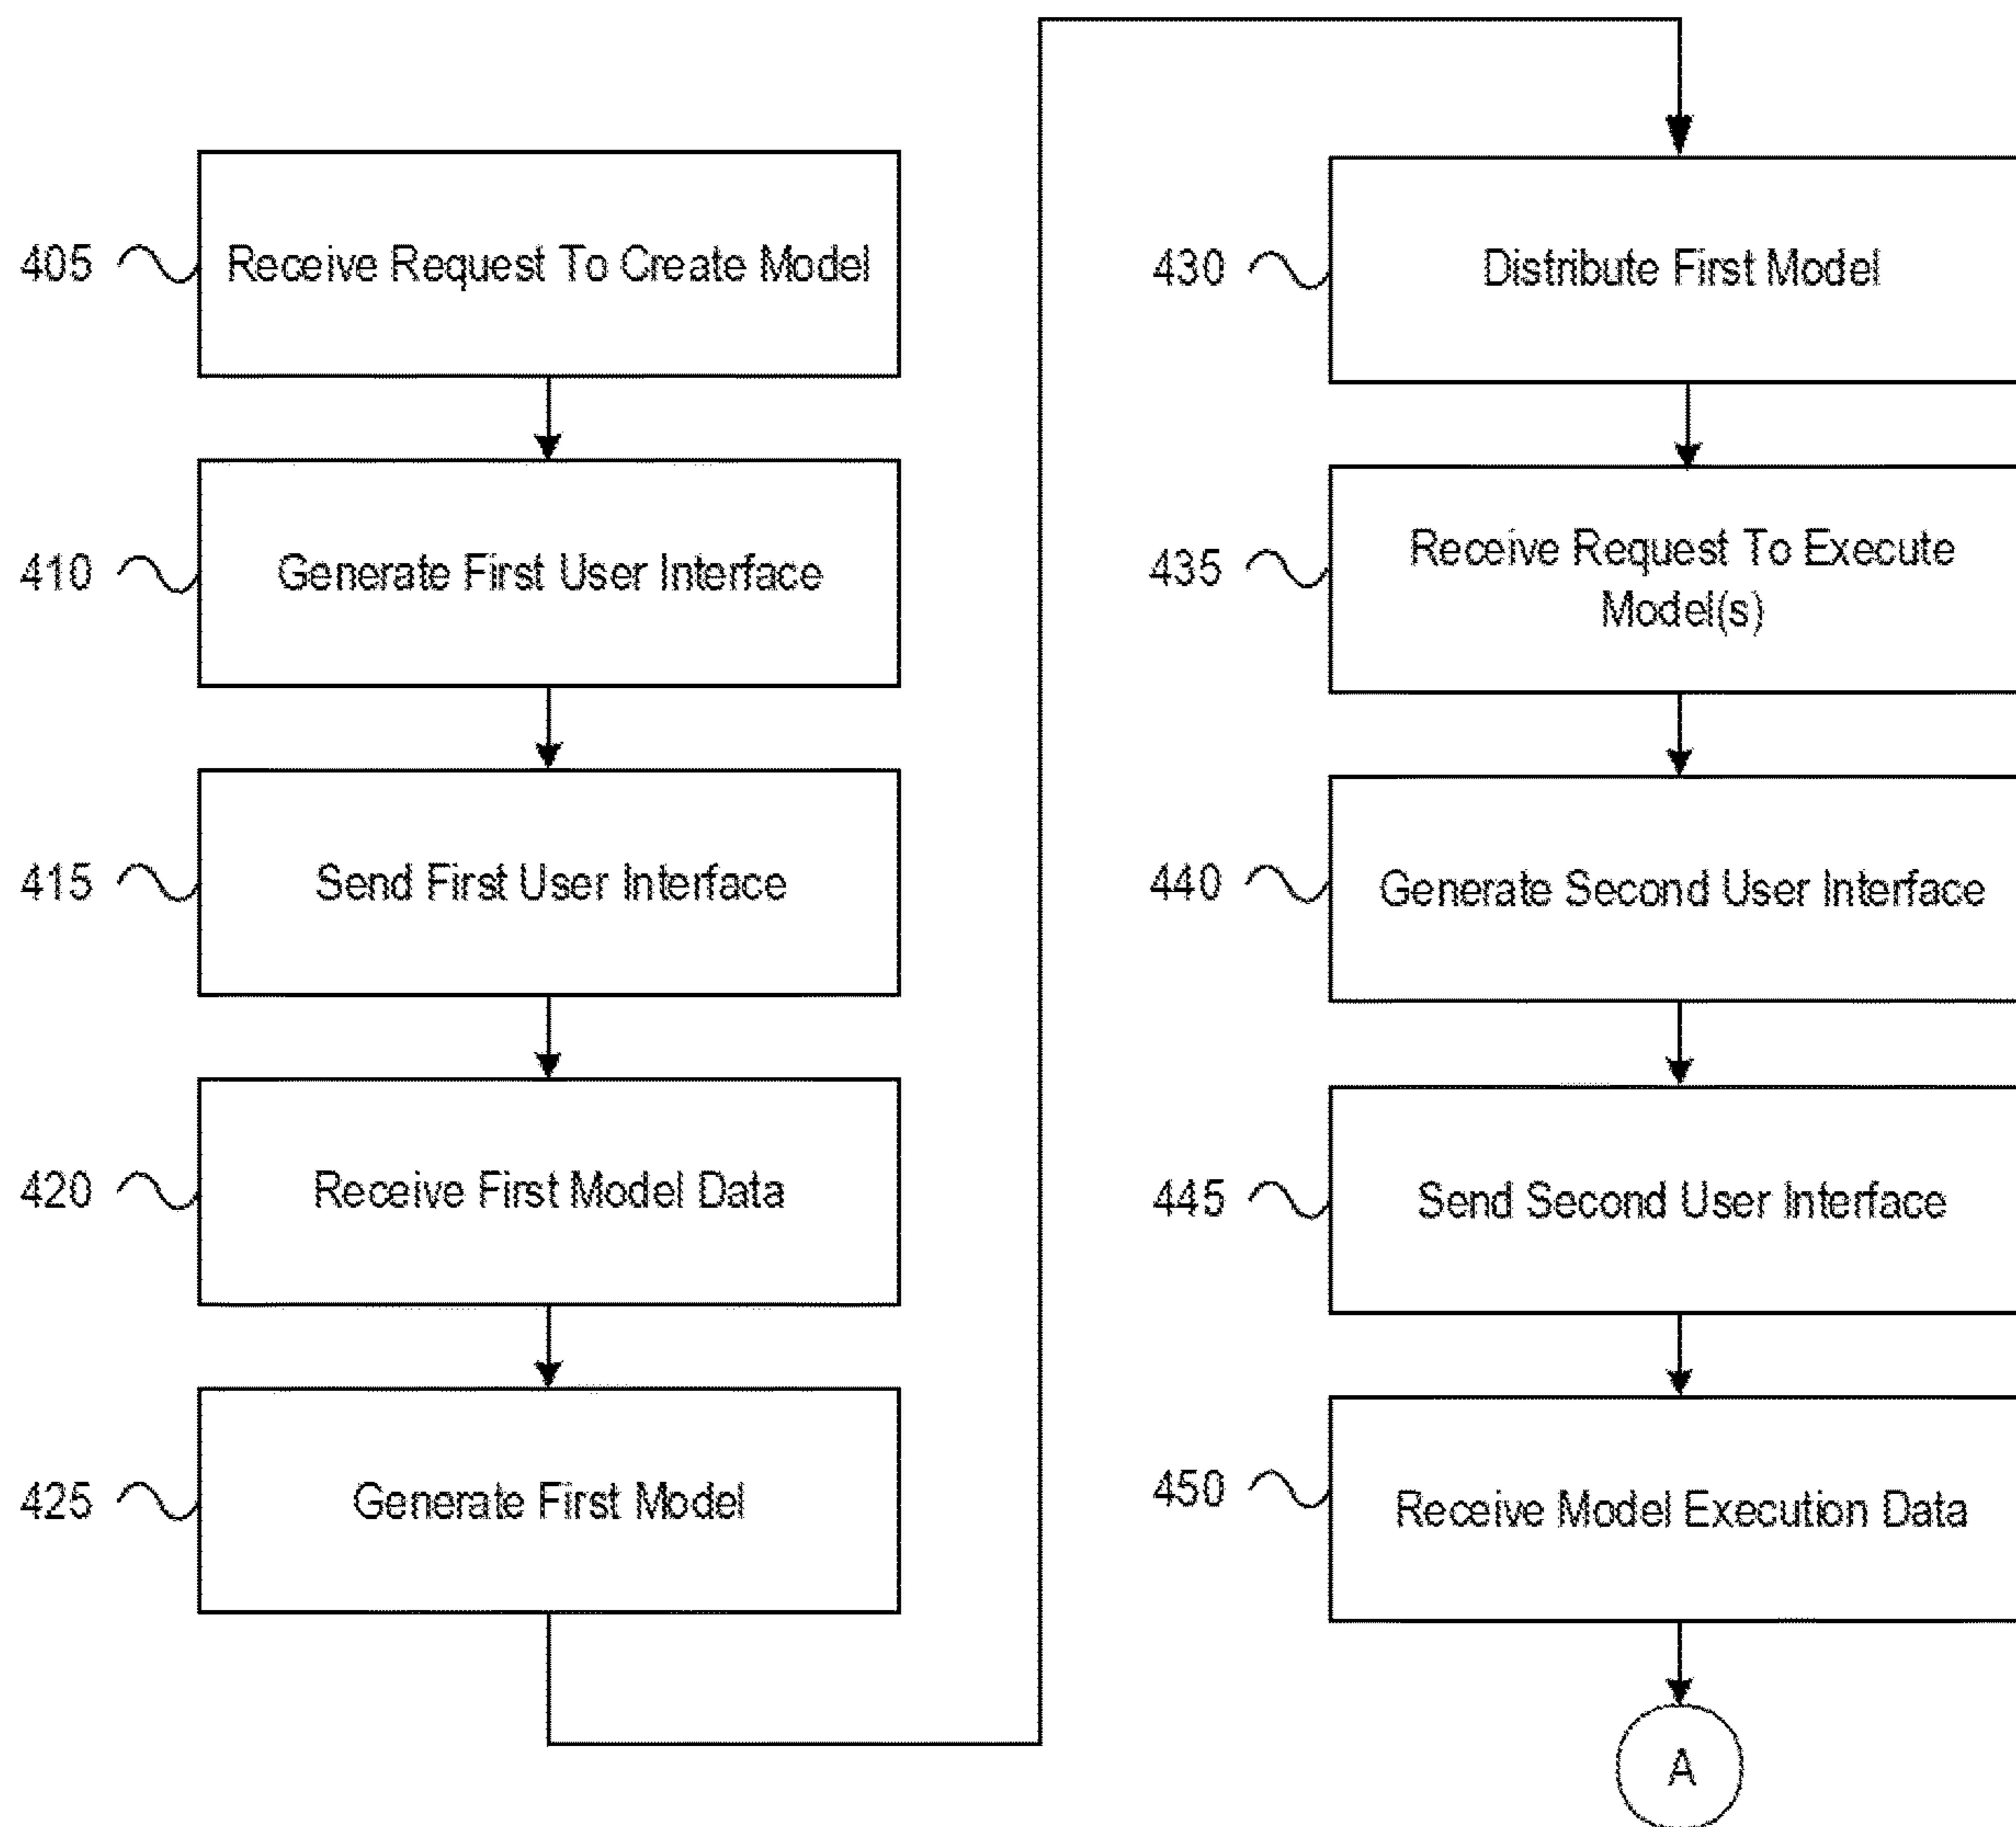 405
Receive Request To Create Model
410
Generate First User Interface
415
Send First User Interface
420
Receive First Model Data
425
Generate First Model
430
Distribute First Model
435
Receive Request To Execute
Model(s)
440
Generate Second User Interface
445
Send Second User Interface
450
Receive Model Execution Data
A